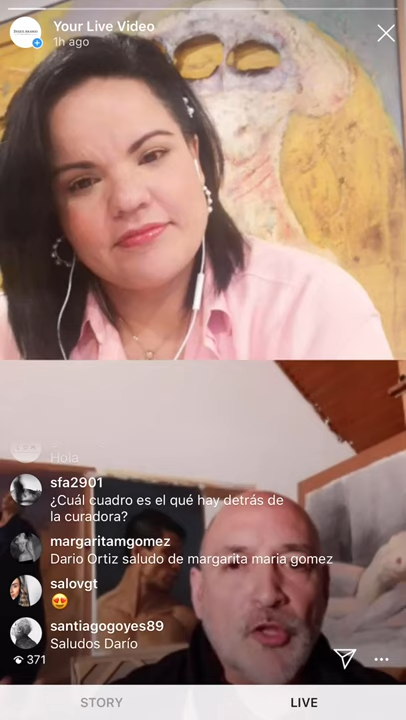 Your Live Video
1h ago
Hola
sfa2901
¿Cuál cuadro es el qué hay detrás de
la curadora?
margaritamgomez
Dario Ortiz saludo de margarita maria gomez
salovgt
santiagogoyes89
Saludos Darío
371
STORY
LIVE